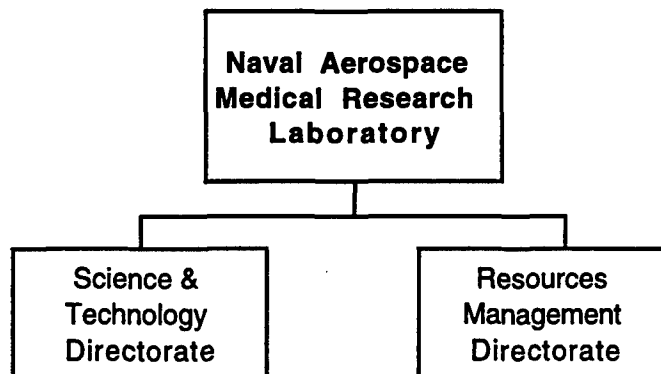 Naval Aerospace
Medical Research
Laboratory
Science &
Technology
Directorate
Resources
Management
Directorate